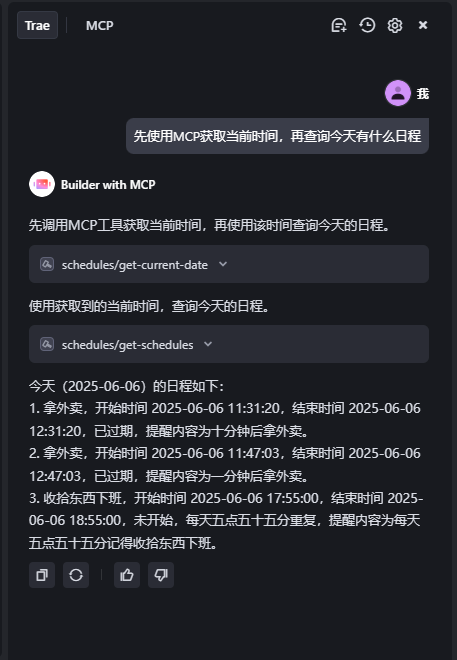 Trae
MCP
我
先使用MCP获取当前时间，再查询今天有什么日程
Builder with MCP
先调用MCP工具获取当前时间，再使用该时间查询今天的日程。
schedules/get-current-date
使用获取到的当前时间，查询今天的日程。
schedules/get-schedules
今天（2025-06-06）的日程如下：
1. 拿外卖，开始时间 2025-06-06 11:31:20，结束时间 2025-06-06
12:31:20，已过期，提醒内容为十分钟后拿外卖。
2. 拿外卖，开始时间 2025-06-06 11:47:03，结束时间 2025-06-06
12:47:03，已过期，提醒内容为一分钟后拿外卖。
3. 收拾东西下班，开始时间 2025-06-06 17:55:00，结束时间 2025-
06-06 18:55:00，未开始，每天五点五十五分重复，提醒内容为每天
五点五十五分记得收拾东西下班。